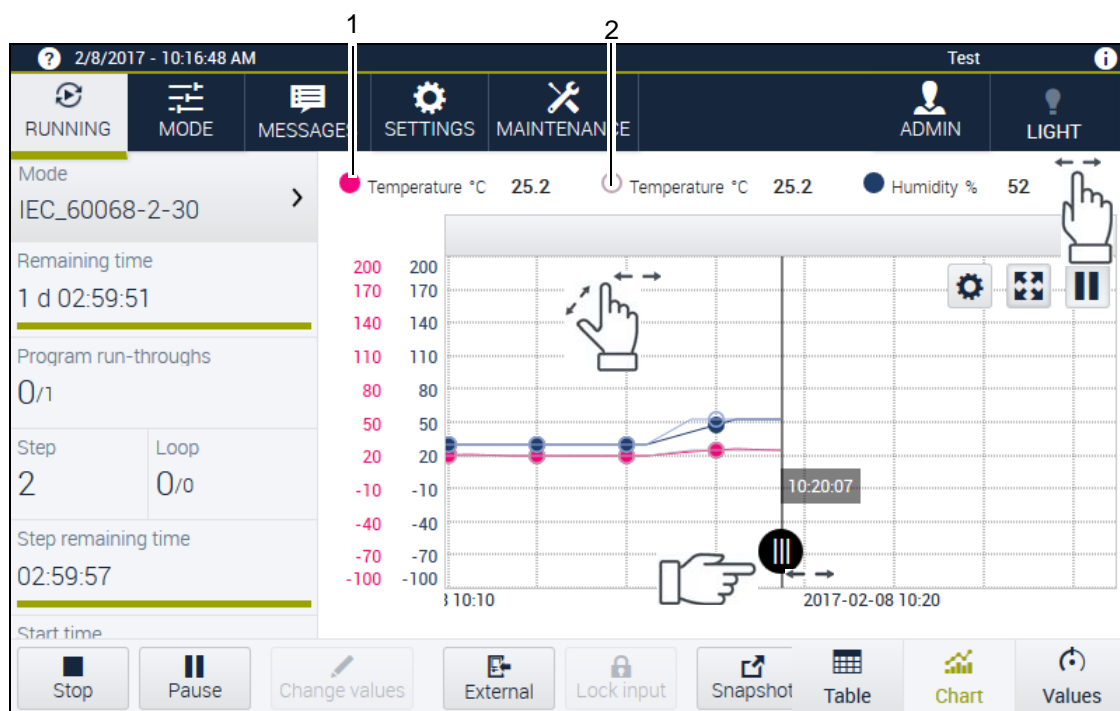 1
2
2/8/2017 - 10:16:48 AM
Test
RUNNING
MODE
MESSAGES
SETTINGS
MAINTENANCE
ADMIN
LIGHT
Mode
IEC_60068-2-30
Remaining time
1 d 02:59:51
Program run-throughs
0/1
Step
2
Loop
0/0
Step remaining time
02:59:57
Start time
Temperature °C 25.2
Temperature °C 25.2
Humidity % 52
200 200
170 170
140 140
110 110
80 80
50 50
20 20
-10 -10
-40 -40
-70 -70
-100 -100
10:20:07
10:10
2017-02-08 10:20
Stop
Pause
Change values
External
Lock input
Snapshot
Table
Chart
Values